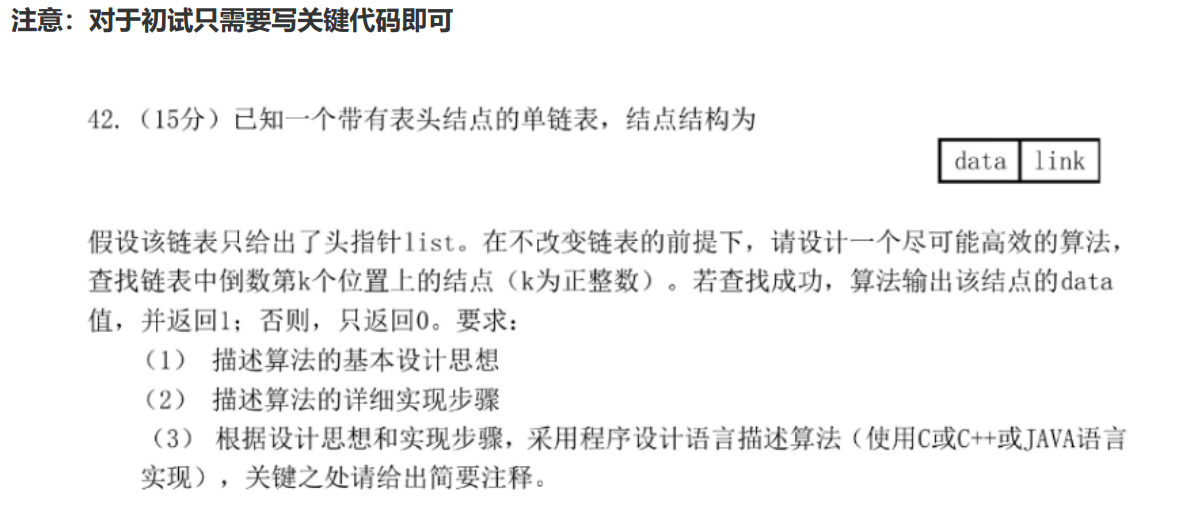 注意：对于初试只需要写关键代码即可
42.（15分）已知一个带有表头结点的单链表，结点结构为
data link
假设该链表只给出了头指针list。在不改变链表的前提下，请设计一个尽可能高效的算法，
查找链表中倒数第k个位置上的结点（k为正整数）。若查找成功，算法输出该结点的data
值，并返回1；否则，只返回0。要求：
（1） 描述算法的基本设计思想
（2） 描述算法的详细实现步骤
（3） 根据设计思想和实现步骤，采用程序设计语言描述算法（使用C或C++或JAVA语言
实现），关键之处请给出简要注释。